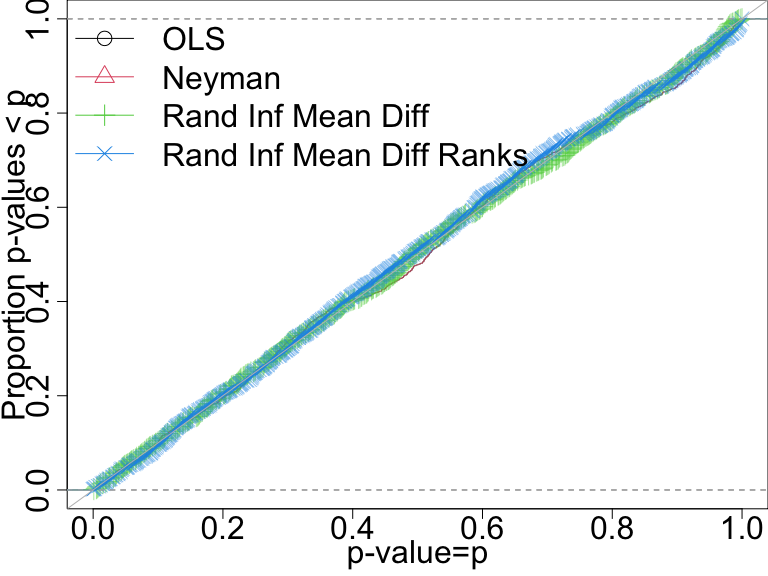 OLS
Neyman
Rand Inf Mean Diff
Rand Inf Mean Diff Ranks
Proportion p-values < p
0.0 0.2 0.4 0.6 0.8 1.0
0.0 0.2 0.4 0.6 0.8 1.0
p-value=p